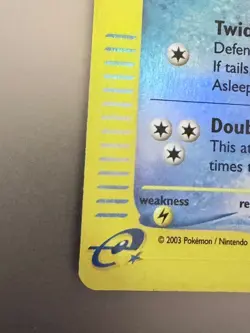 Twic
Defen
If tails
Asleep
Doub
This at
times n
weakness re
© 2003 Pokémon / Nintendo
e